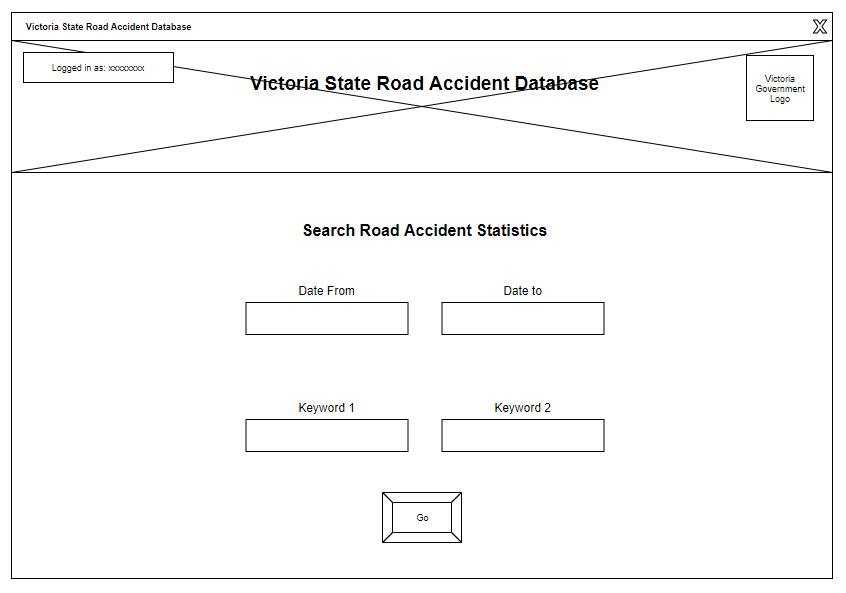 Victoria State Road Accident Database
X
Logged in as: xxxxxxxx
Victoria State Road Accident Database
Victoria
Government
Logo
Search Road Accident Statistics
Date From
Date to
Keyword 1
Keyword 2
Go